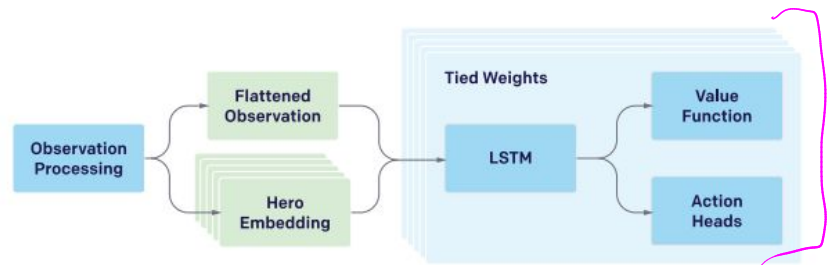 Observation
Processing
Flattened
Observation
Hero
Embedding
Tied Weights
LSTM
Value
Function
Action
Heads